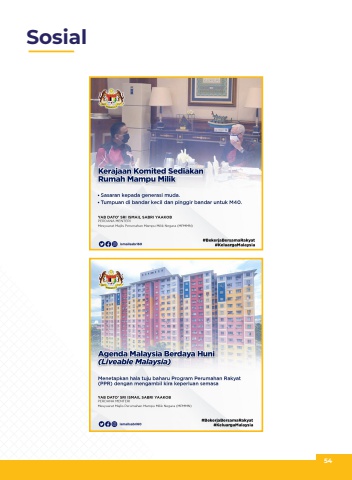 Sosial
Kerajaan Komited Sediakan
Rumah Mampu Milik
• Sasaran kepada generasi muda.
• Tumpuan di bandar kecil dan pinggir bandar untuk M40.
YAB DATO' SRI ISMAIL SABRI YAAKOB
PERDANA MENTERI
Mesyuarat Majlis Perumahan Mampu Milik Negara (MPMMN)
ismailsabri60
#BekerjaBersamaRakyat
#KeluargaMalaysia
Agenda Malaysia Berdaya Huni
(Liveable Malaysia)
Menetapkan hala tuju baharu Program Perumahan Rakyat
(PPR) dengan mengambil kira keperluan semasa
YAB DATO' SRI ISMAIL SABRI YAAKOB
PERDANA MENTERI
Mesyuarat Majlis Perumahan Mampu Milik Negara (MPMMN)
ismailsabri60
#BekerjaBersamaRakyat
#KeluargaMalaysia
54